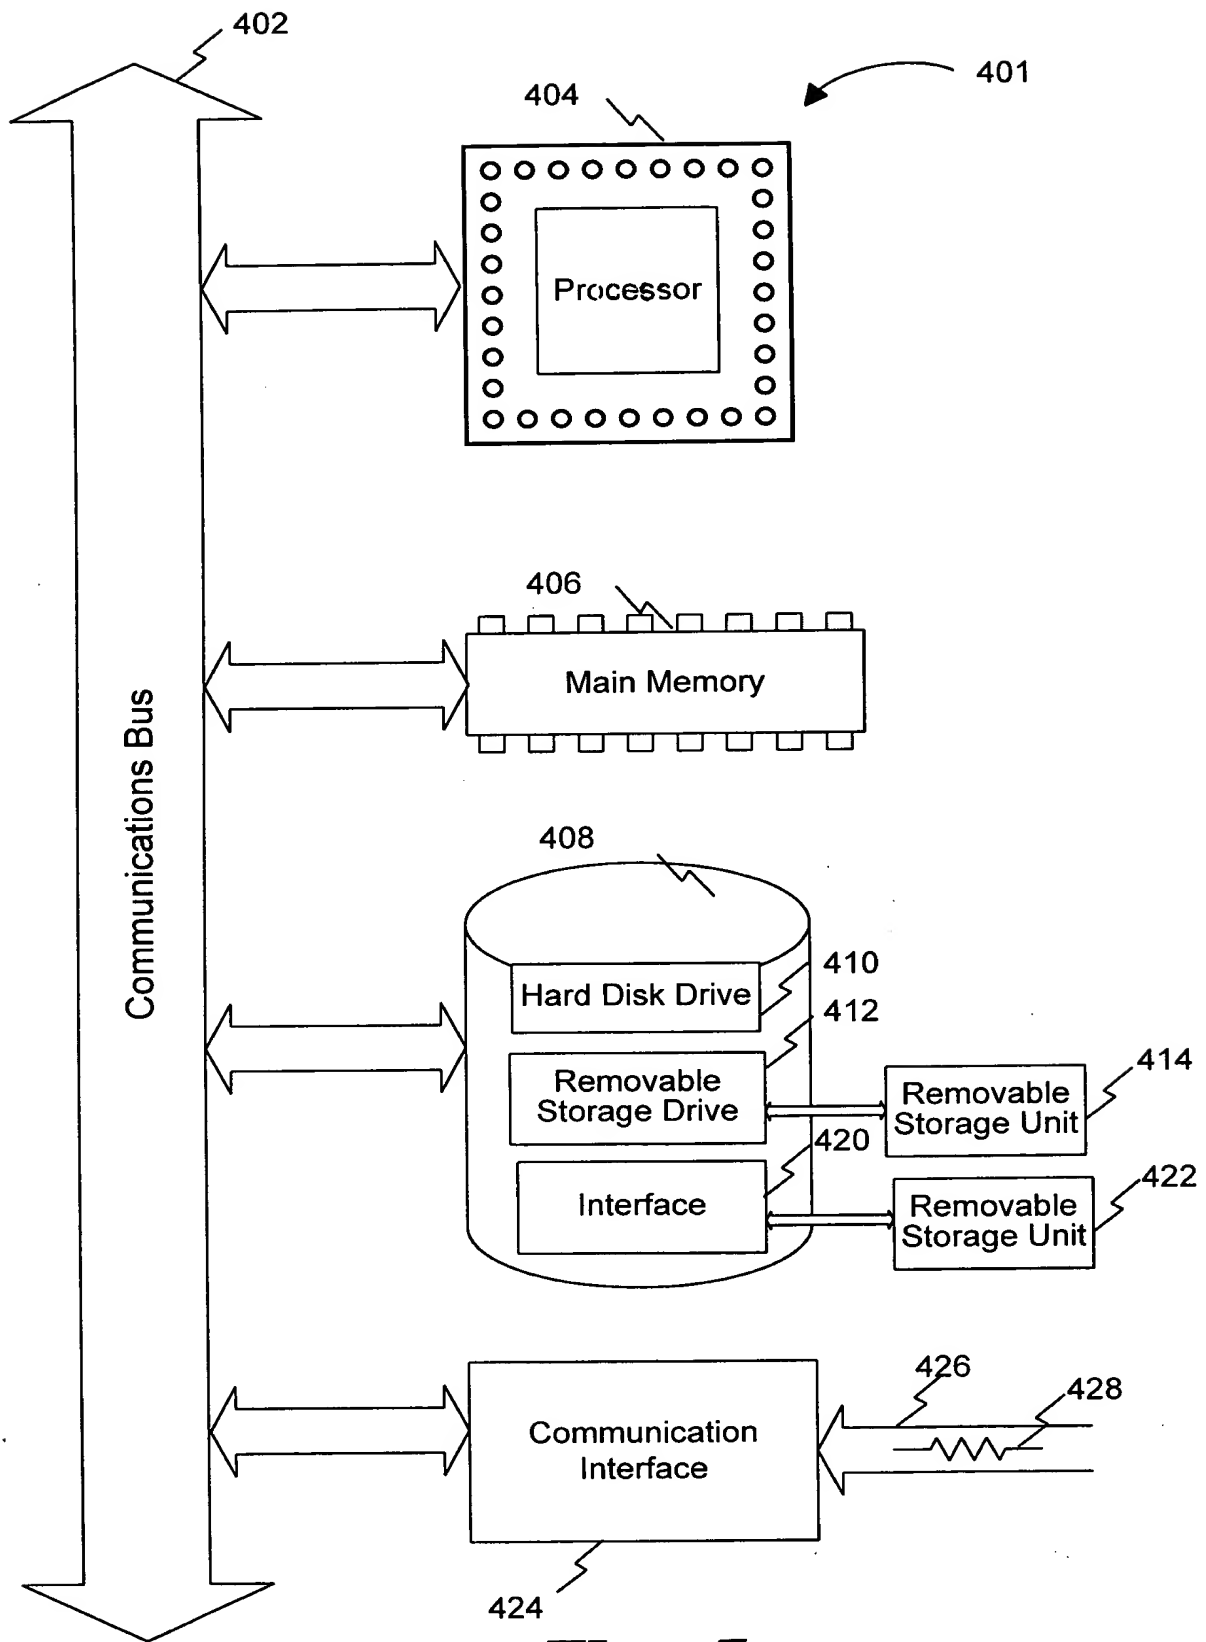 402
401
404
Processor
406
Main Memory
Communications Bus
408
410
Hard Disk Drive
412
Removable
Storage Drive
414
Removable
Storage Unit
420
Interface
422
Removable
Storage Unit
426
428
Communication
Interface
424